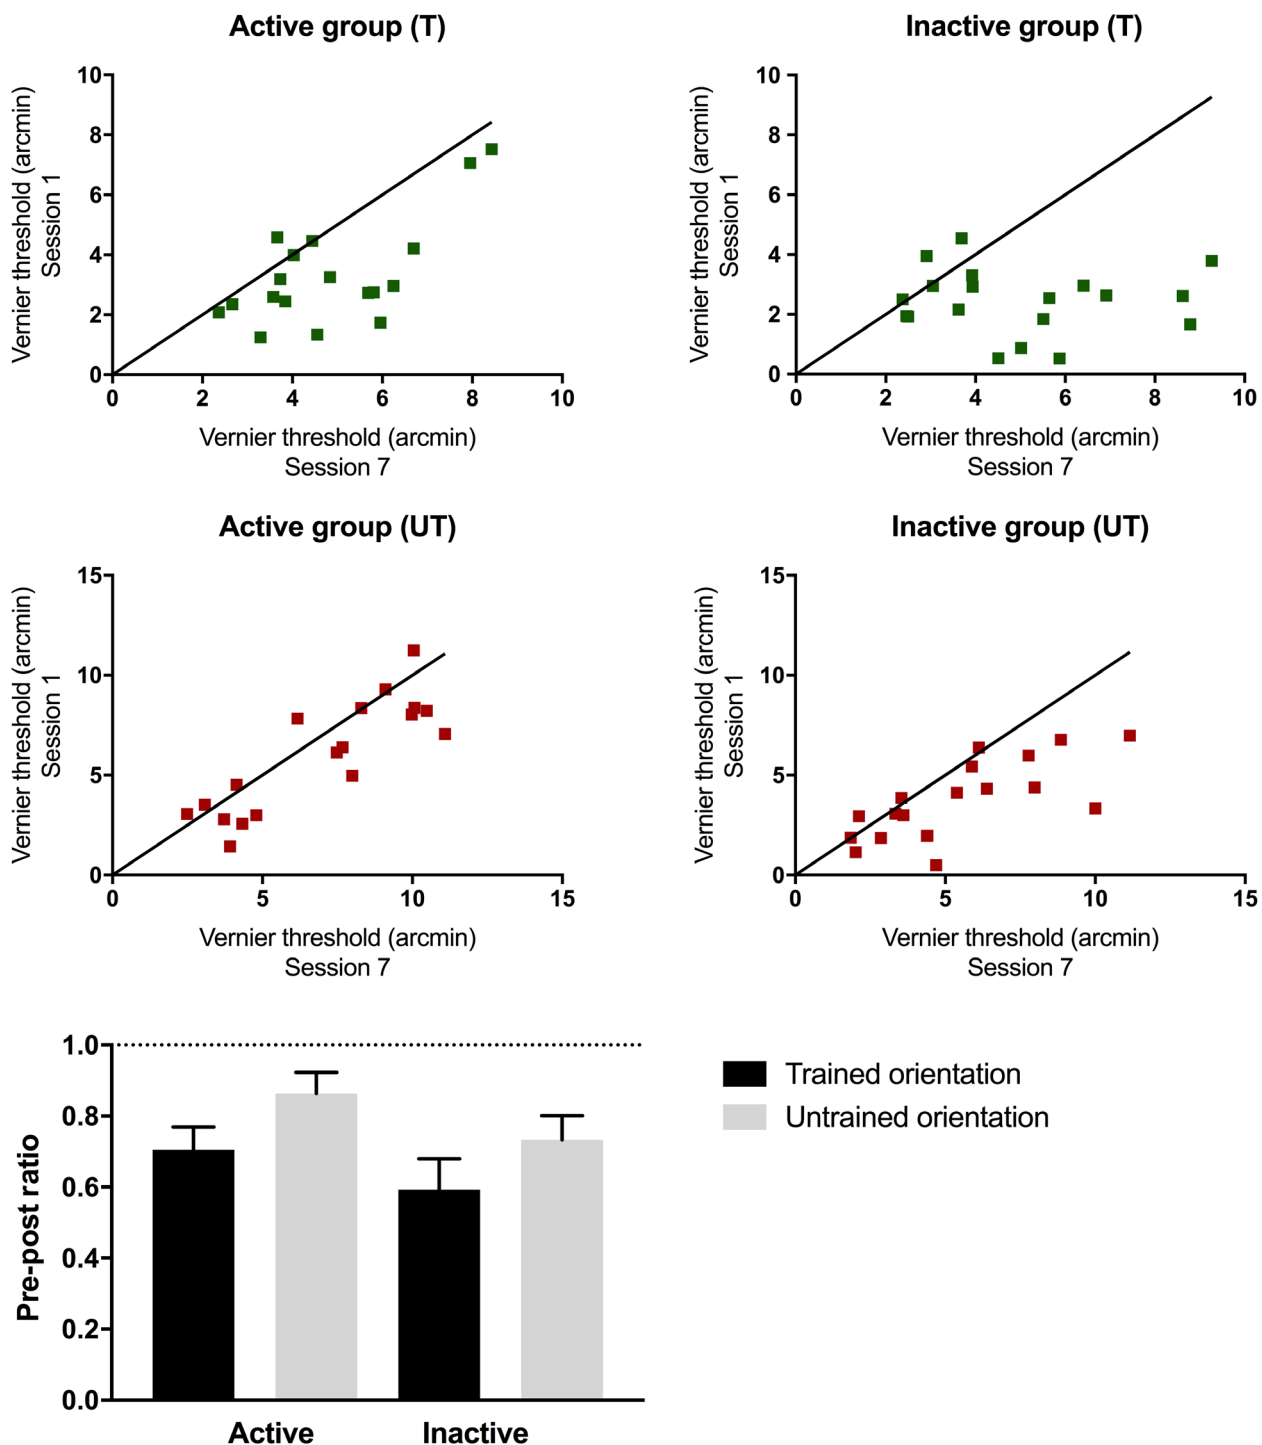 Active group (T)
Vernier threshold (arcmin)
Session 1
10
8
6
4
2
0
0 2 4 6 8 10
Vernier threshold (arcmin)
Session 7
Inactive group (T)
Vernier threshold (arcmin)
Session 1
10
8
6
4
2
0
0 2 4 6 8 10
Vernier threshold (arcmin)
Session 7
Active group (UT)
Vernier threshold (arcmin)
Session 1
15
10
5
0
0 5 10 15
Vernier threshold (arcmin)
Session 7
Inactive group (UT)
Vernier threshold (arcmin)
Session 1
15
10
5
0
0 5 10 15
Vernier threshold (arcmin)
Session 7
Pre-post ratio
1.0
0.8
0.6
0.4
0.2
0.0
Active Inactive
Trained orientation
Untrained orientation